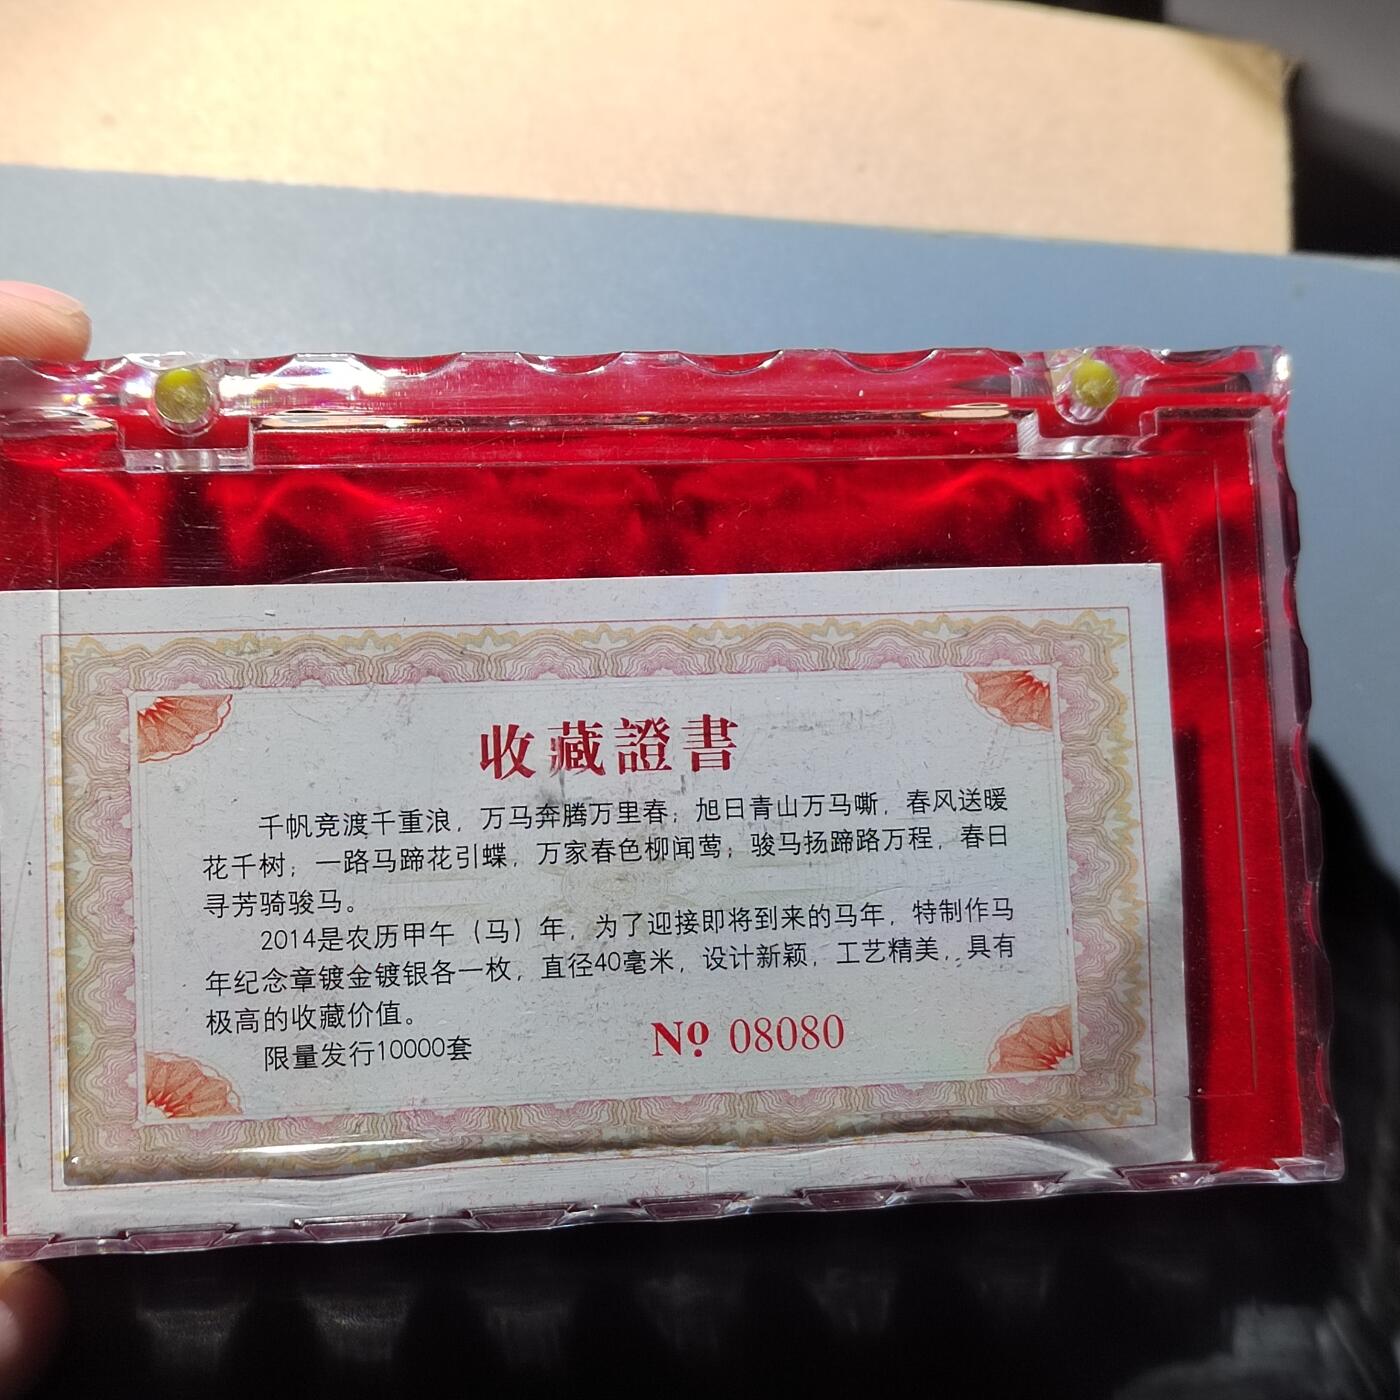 收藏證書
千帆竞渡千重浪，万马奔腾万里春；旭日青山万马嘶，春风送暖
花千树；一路马蹄花引蝶，万家春色柳闻莺；骏马扬蹄路万程，春日
寻芳骑骏马。
2014是农历甲午（马）年，为了迎接即将到来的马年，特制作马
年纪念章镀金镀银各一枚，直径40毫米，设计新颖，工艺精美，具有
极高的收藏价值。
限量发行10000套
Nº 08080